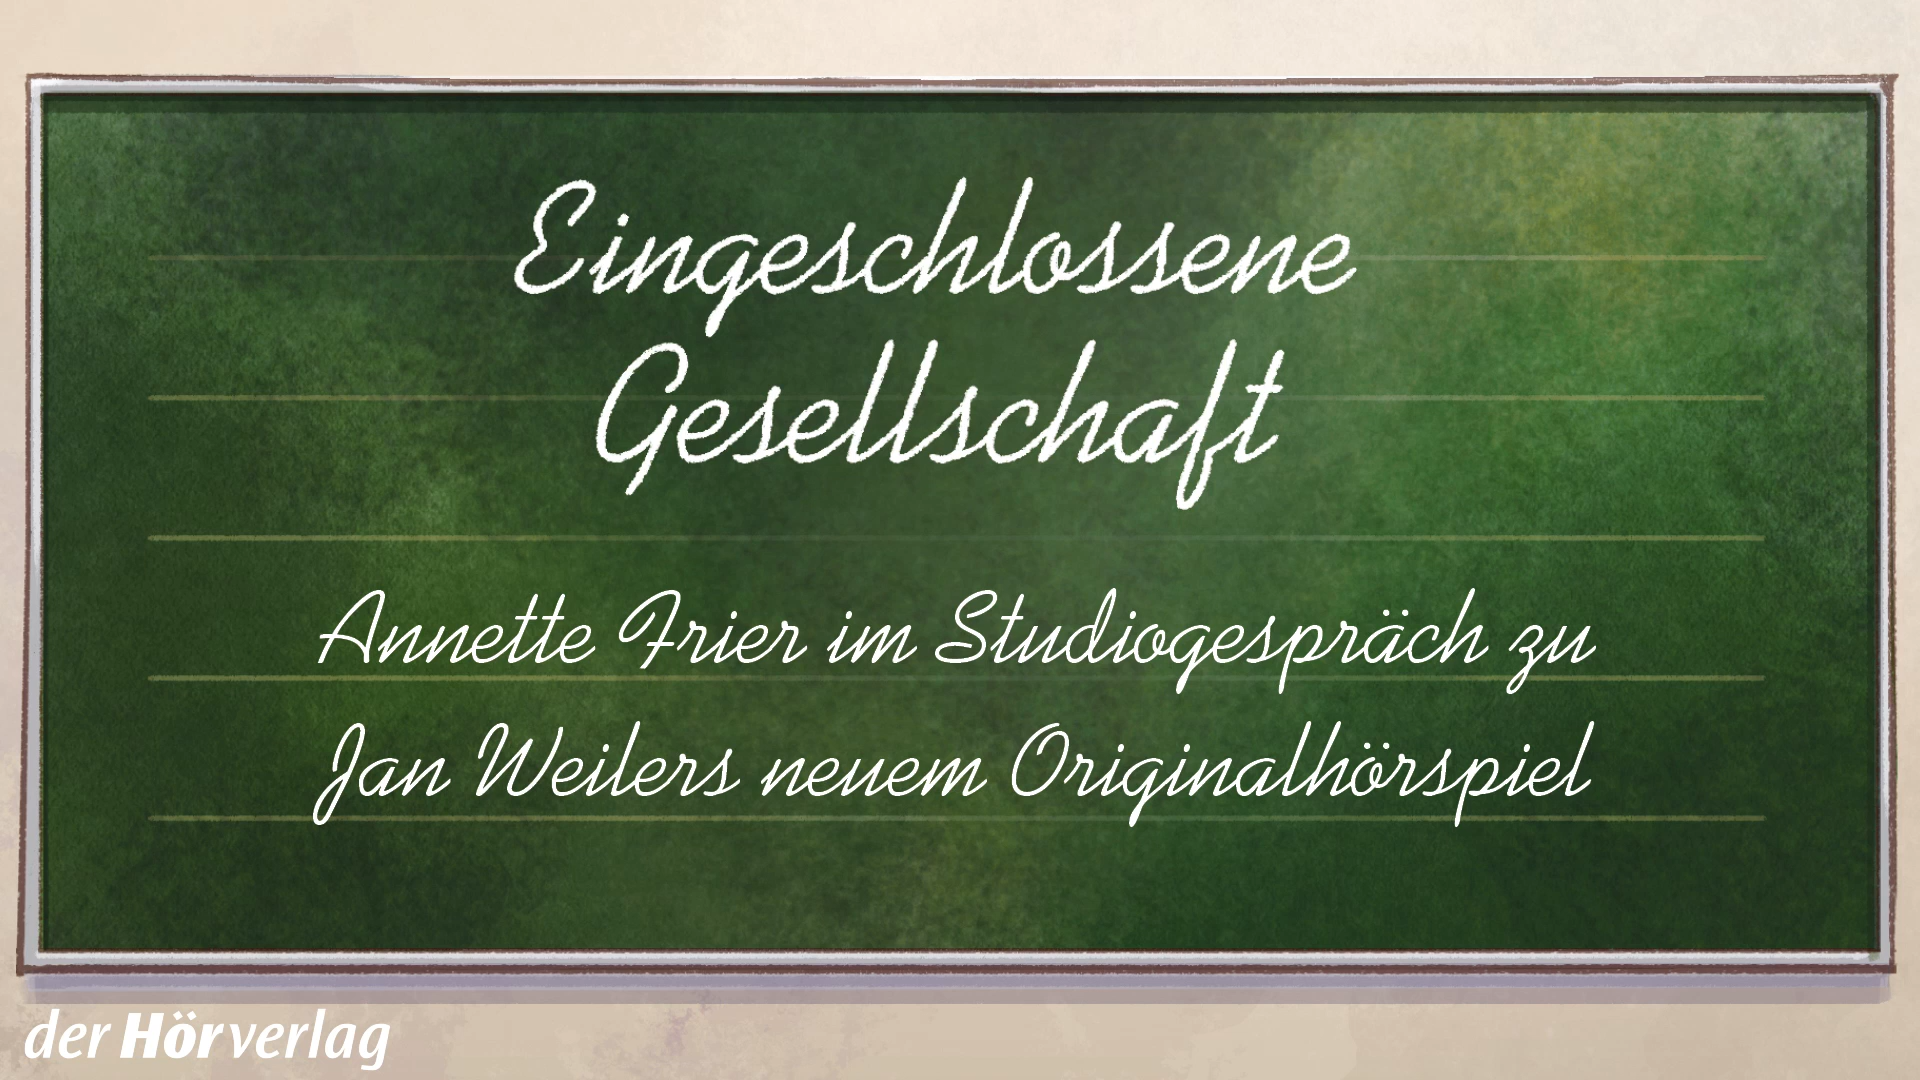 Eingeschlossene
Gesellschaft
Annette Frier im Studiogespräch zu
Jan Weilers neuem Originalhörspiel
der Hörverlag